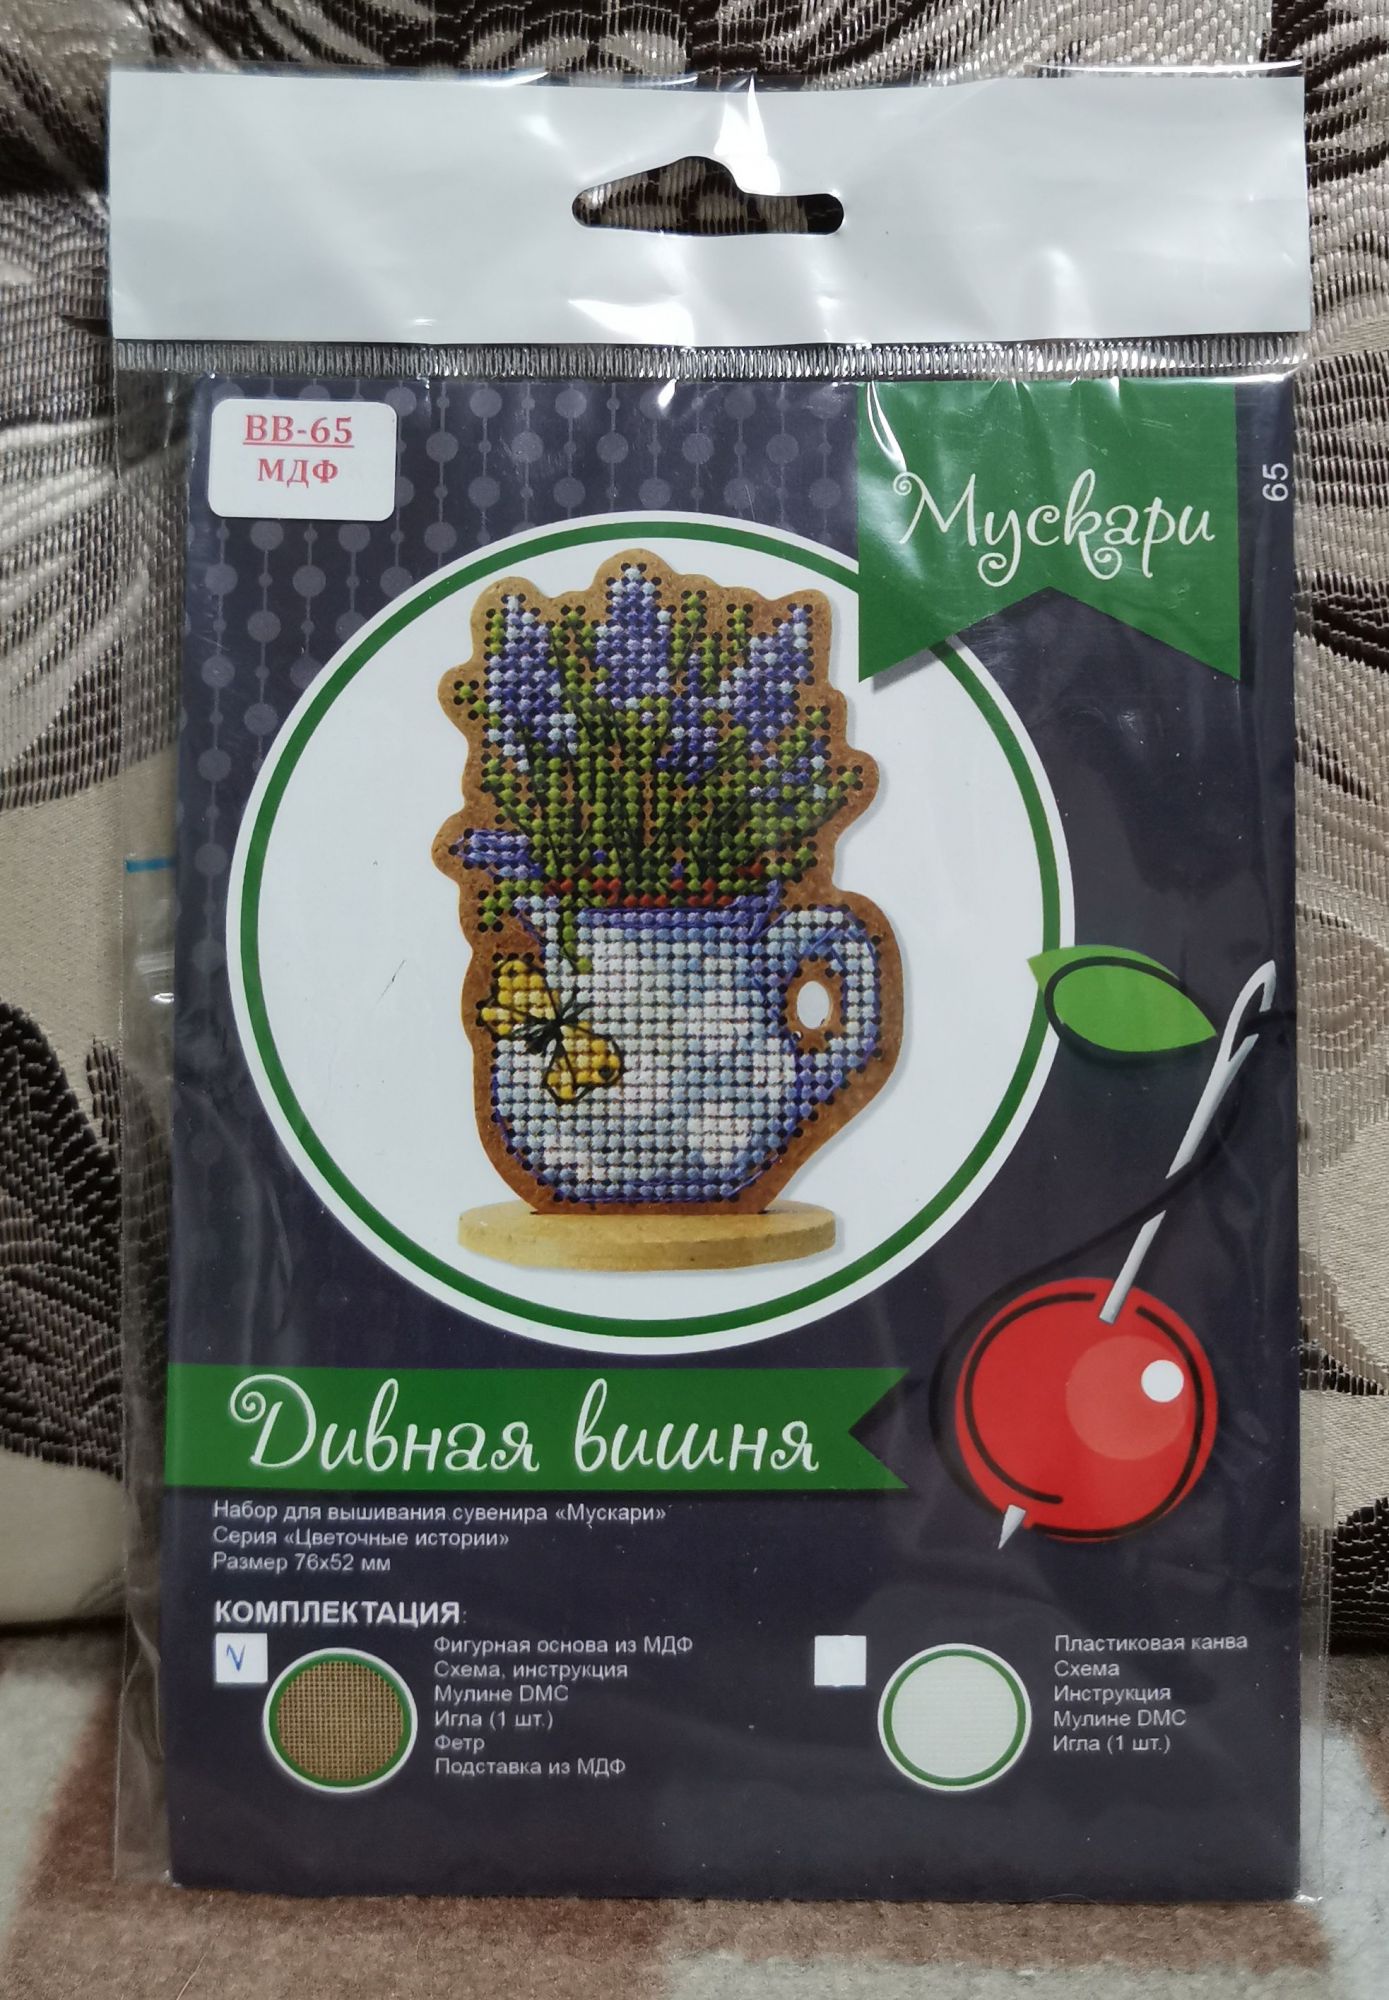 ВВ-65
МДФ
Мускари
65
Дивная вишня
Набор для вышивания сувенира «Мускари»
Серия «Цветочные истории»
Размер 76х52 мм
КОМПЛЕКТАЦИЯ:
Фигурная основа из МДФ
Схема, инструкция
Мулине DMC
Игла (1 шт.)
Фетр
Подставка из МДФ
Пластиковая канва
Схема
Инструкция
Мулине DMC
Игла (1 шт.)